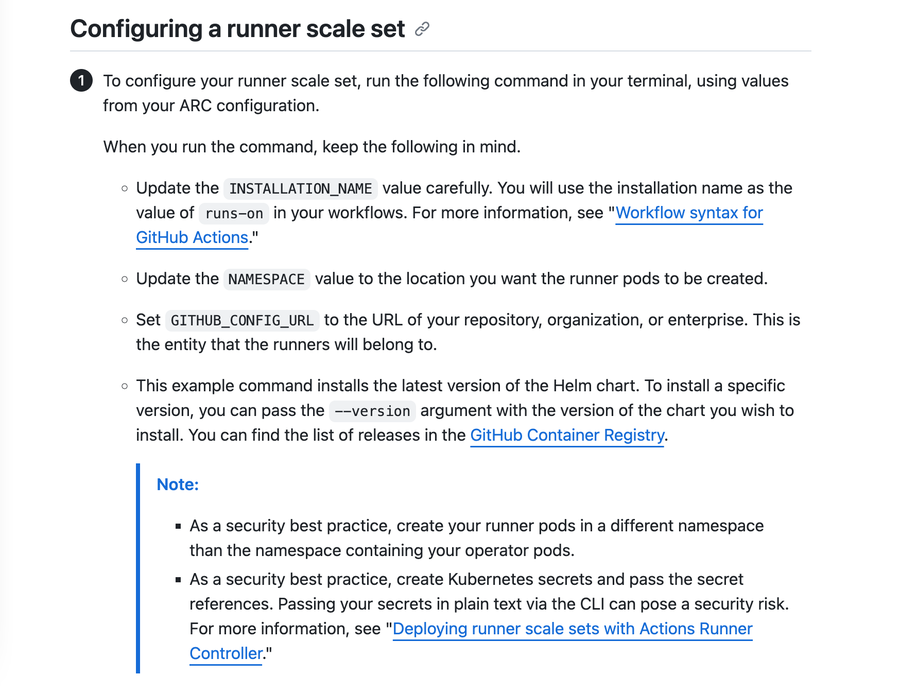 Configuring a runner scale set
1 To configure your runner scale set, run the following command in your terminal, using values
from your ARC configuration.
When you run the command, keep the following in mind.
Update the INSTALLATION_NAME value carefully. You will use the installation name as the
value of runs-on in your workflows. For more information, see "Workflow syntax for
GitHub Actions."
Update the NAMESPACE value to the location you want the runner pods to be created.
Set GITHUB_CONFIG_URL to the URL of your repository, organization, or enterprise. This is
the entity that the runners will belong to.
This example command installs the latest version of the Helm chart. To install a specific
version, you can pass the --version argument with the version of the chart you wish to
install. You can find the list of releases in the GitHub Container Registry.
Note:
As a security best practice, create your runner pods in a different namespace
than the namespace containing your operator pods.
As a security best practice, create Kubernetes secrets and pass the secret
references. Passing your secrets in plain text via the CLI can pose a security risk.
For more information, see "Deploying runner scale sets with Actions Runner
Controller."